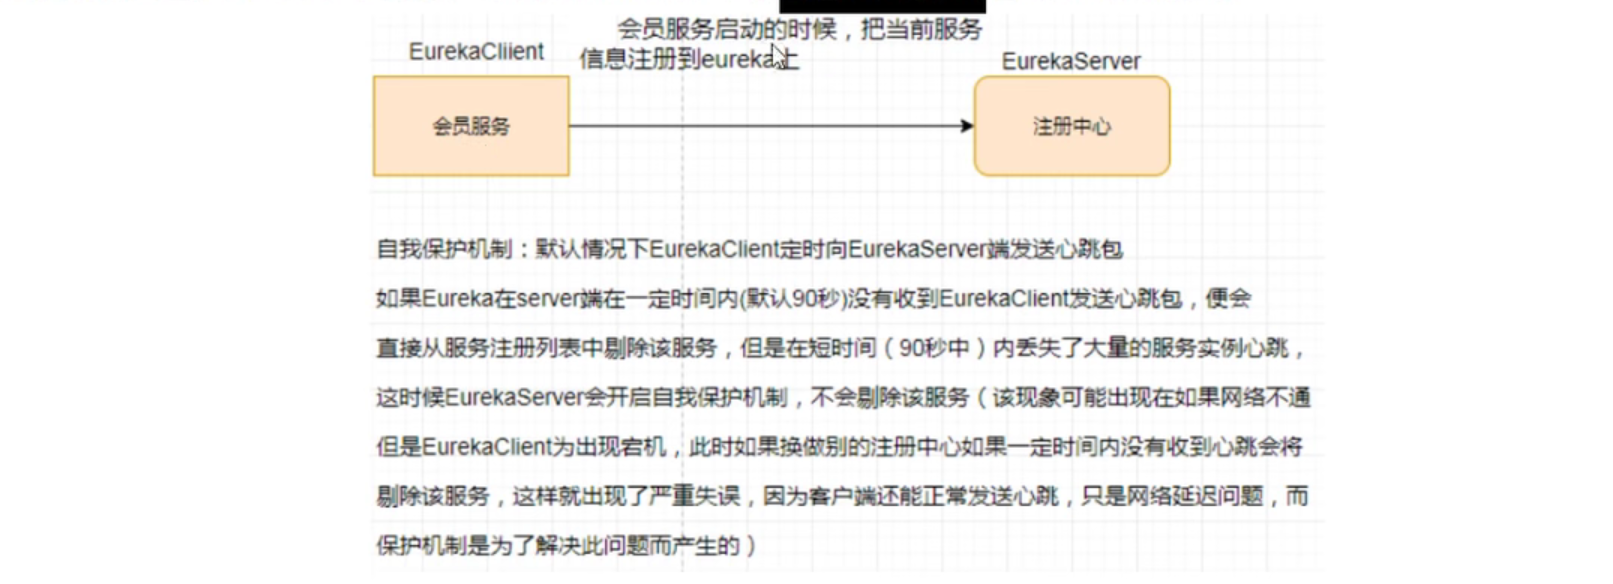 会员服务启动的时候，把当前服务
信息注册到eureka上
EurekaCliient
EurekaServer
会员服务
注册中心
自我保护机制：默认情况下EurekaClient定时向EurekaServer端发送心跳包
如果Eureka在server端在一定时间内(默认90秒)没有收到EurekaClient发送心跳包，便会
直接从服务注册列表中剔除该服务，但是在短时间（90秒中）内丢失了大量的服务实例心跳，
这时候EurekaServer会开启自我保护机制，不会剔除该服务（该现象可能出现在如果网络不通
但是EurekaClient为出现宕机，此时如果换做别的注册中心如果一定时间内没有收到心跳会将
剔除该服务，这样就出现了严重失误，因为客户端还能正常发送心跳，只是网络延迟问题，而
保护机制是为了解决此问题而产生的）